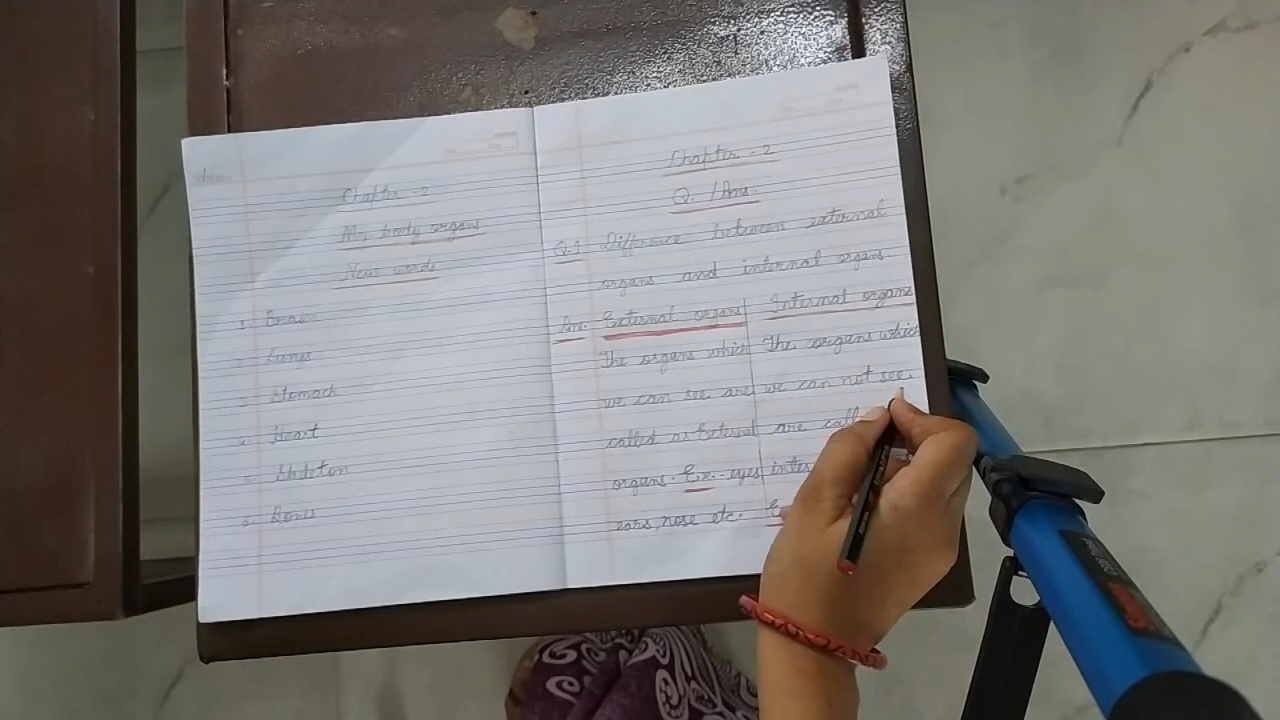 Chapter - 2
My body organs
New words
1. Brain
2. Lungs
3. Stomach
4. Heart
5. Skeleton
6. Bones
Chapter - 2
Q. / Ans.
Q.1 Difference between external
organs and internal organs
Ans. External organs
The organs which
we can see are
called as External
organs. Ex.- eyes
ears, nose etc.
Internal organs
The organs which
we can not see
are